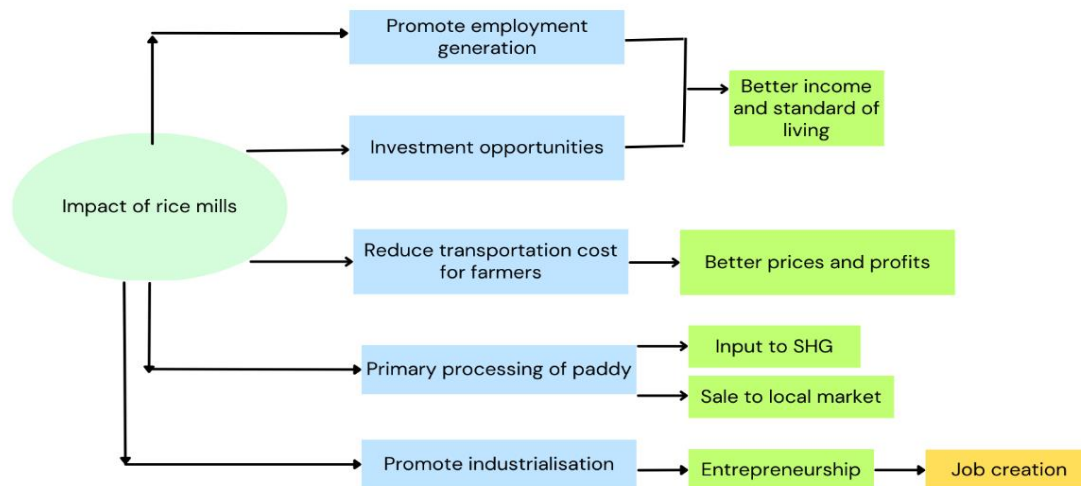 Promote employment
generation
Better income
and standard of
living
Investment opportunities
Impact of rice mills
Reduce transportation cost
for farmers
Better prices and profits
Primary processing of paddy
Input to SHG
Sale to local market
Promote industrialisation
Entrepreneurship
Job creation